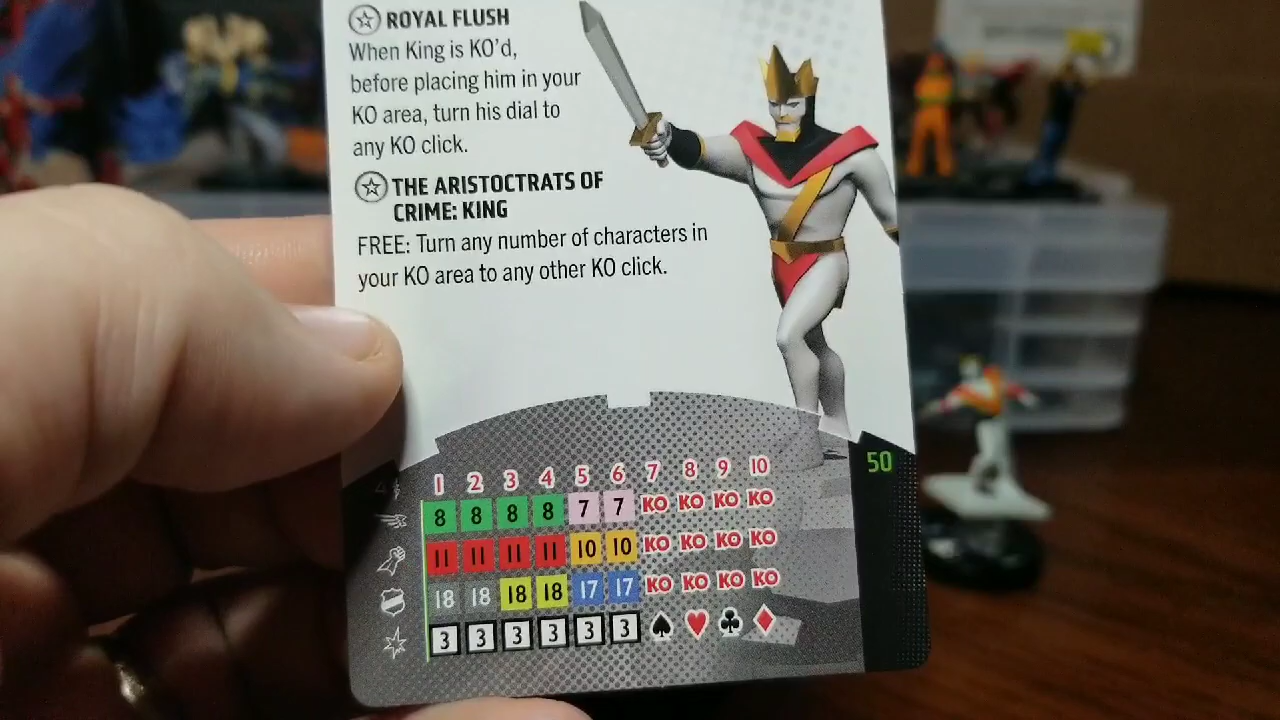 ROYAL FLUSH
When King is KO'd,
before placing him in your
KO area, turn his dial to
any KO click.
THE ARISTOCTRATS OF
CRIME: KING
FREE: Turn any number of characters in
your KO area to any other KO click.
50
1 2 3 4 5 6 7 8 9 10
8 8 8 8 7 7 KO KO KO KO
11 11 11 11 10 10 KO KO KO KO
18 18 18 18 17 17 KO KO KO KO
3 3 3 3 3 3